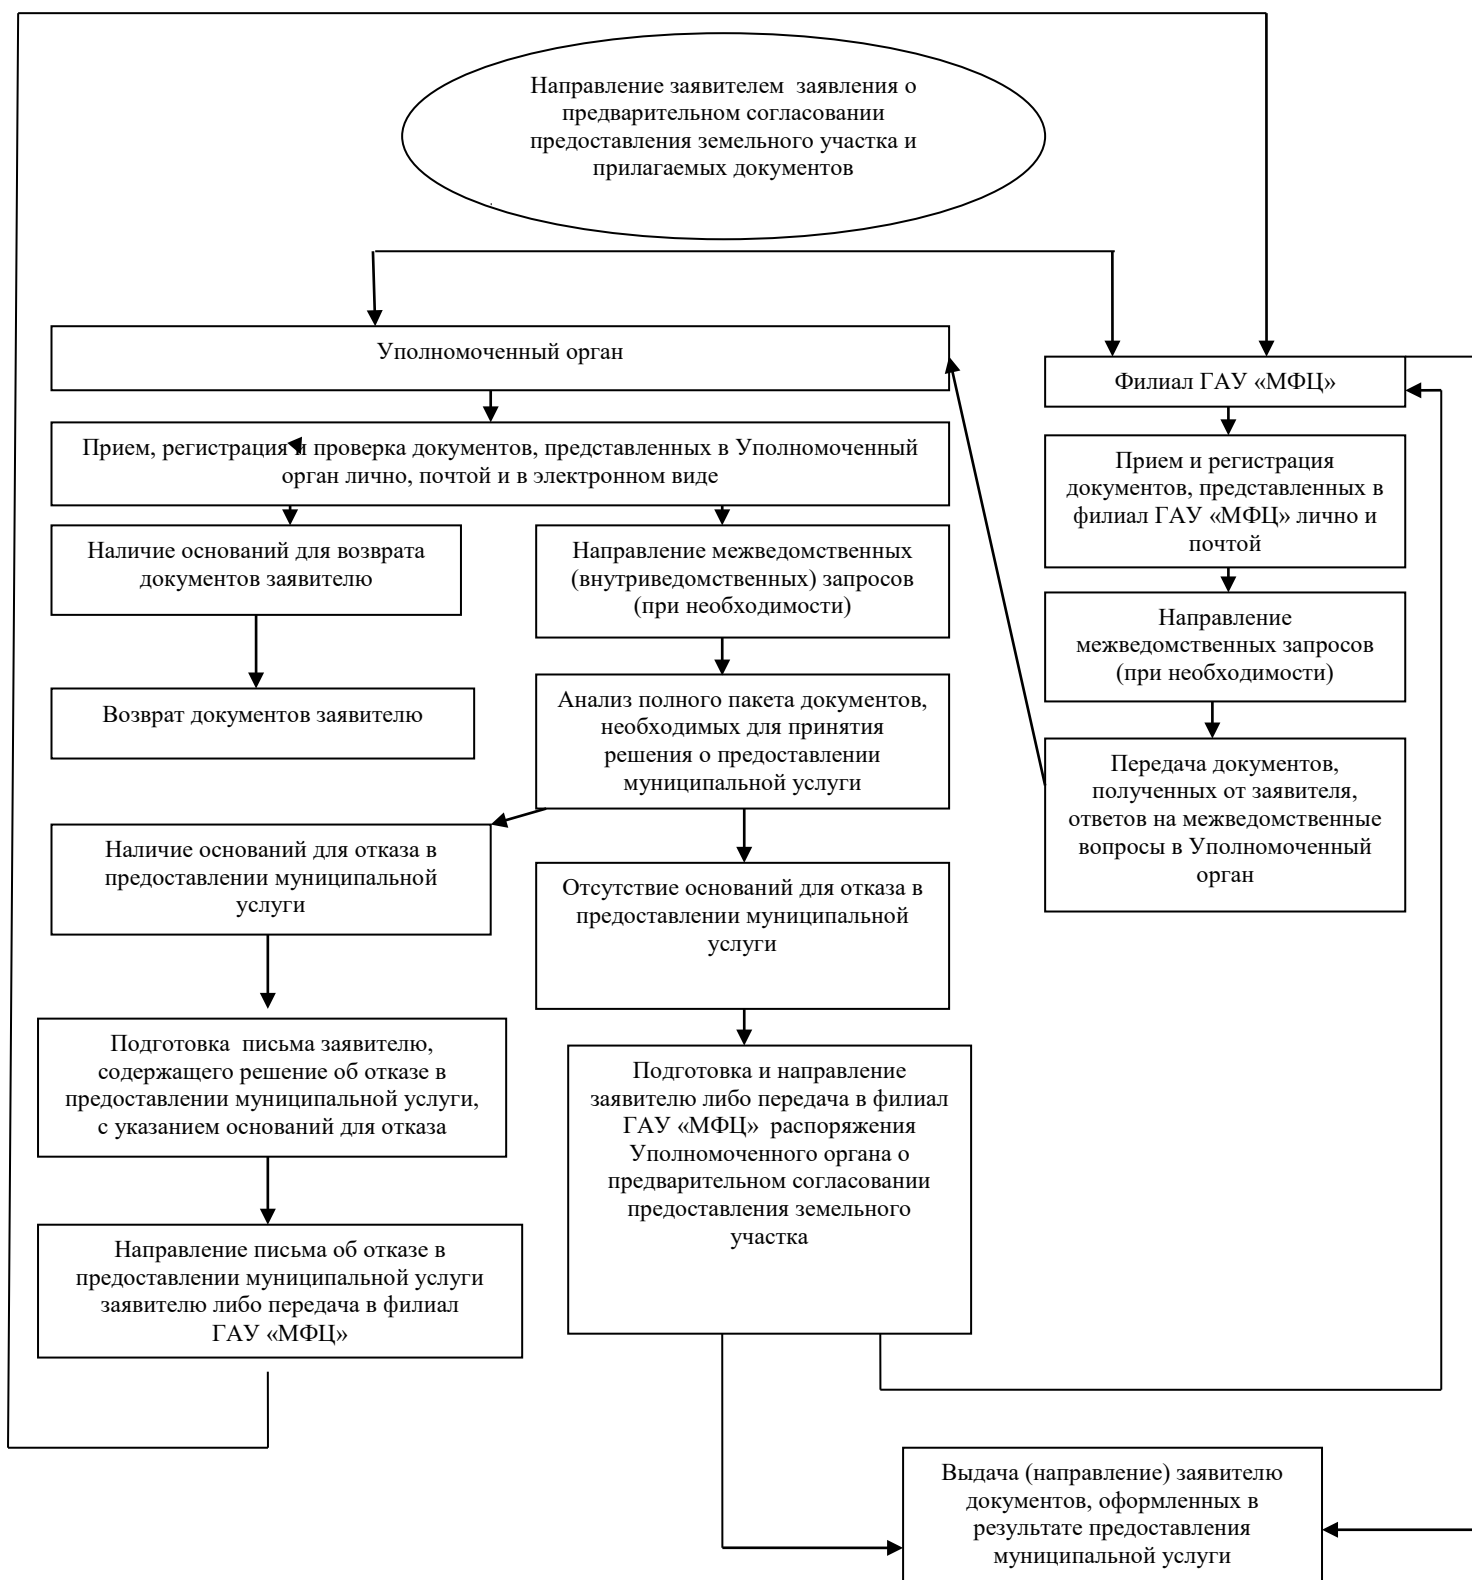 Направление заявителем заявления о
предварительном согласовании
предоставления земельного участка и
прилагаемых документов
Уполномоченный орган
Филиал ГАУ «МФЦ»
Прием, регистрация и проверка документов, представленных в Уполномоченный
орган лично, почтой и в электронном виде
Прием и регистрация
документов, представленных в
филиал ГАУ «МФЦ» лично и
почтой
Наличие оснований для возврата
документов заявителю
Направление межведомственных
(внутриведомственных) запросов
(при необходимости)
Направление
межведомственных запросов
(при необходимости)
Возврат документов заявителю
Анализ полного пакета документов,
необходимых для принятия
решения о предоставлении
муниципальной услуги
Передача документов,
полученных от заявителя,
ответов на межведомственные
вопросы в Уполномоченный
орган
Наличие оснований для отказа в
предоставлении муниципальной
услуги
Отсутствие оснований для отказа в
предоставлении муниципальной
услуги
Подготовка письма заявителю,
содержащего решение об отказе в
предоставлении муниципальной услуги,
с указанием оснований для отказа
Подготовка и направление
заявителю либо передача в филиал
ГАУ «МФЦ» распоряжения
Уполномоченного органа о
предварительном согласовании
предоставления земельного
участка
Направление письма об отказе в
предоставлении муниципальной услуги
заявителю либо передача в филиал
ГАУ «МФЦ»
Выдача (направление) заявителю
документов, оформленных в
результате предоставления
муниципальной услуги